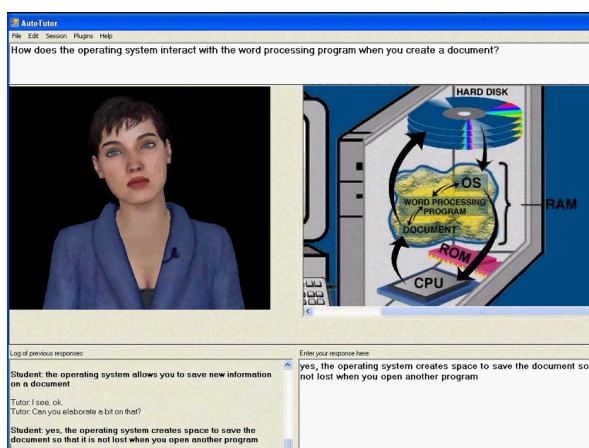 Auto-Tutor
File Edit Session Plugins Help
How does the operating system interact with the word processing program when you create a document?
HARD DISK
OS
WORD PROCESSING
PROGRAM
DOCUMENT
RAM
ROM
CPU
Log of previous responses:
Student: the operating system allows you to save new information
on a document
Tutor: I see, ok.
Tutor: Can you elaborate a bit on that?
Student: yes, the operating system creates space to save the
document so that it is not lost when you open another program
Enter your response here:
yes, the operating system creates space to save the document so
not lost when you open another program